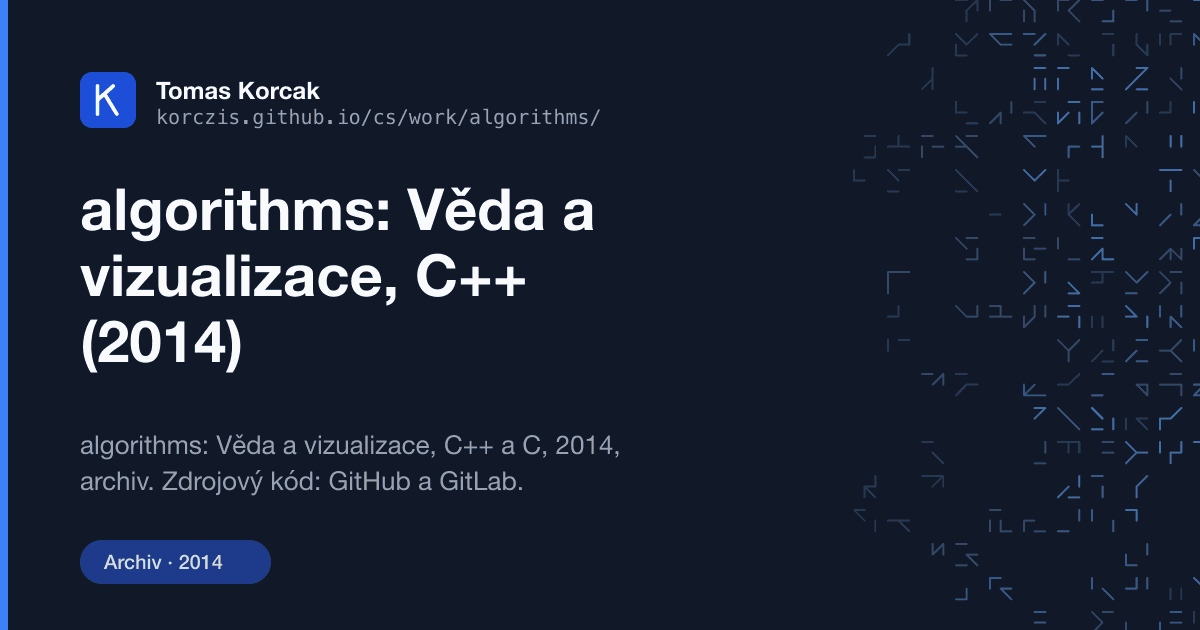 K
Tomas Korcak
korczis.github.io/cs/work/algorithms/
algorithms: Věda a
vizualizace, C++
(2014)
algorithms: Věda a vizualizace, C++ a C, 2014,
archiv. Zdrojový kód: GitHub a GitLab.
Archiv · 2014